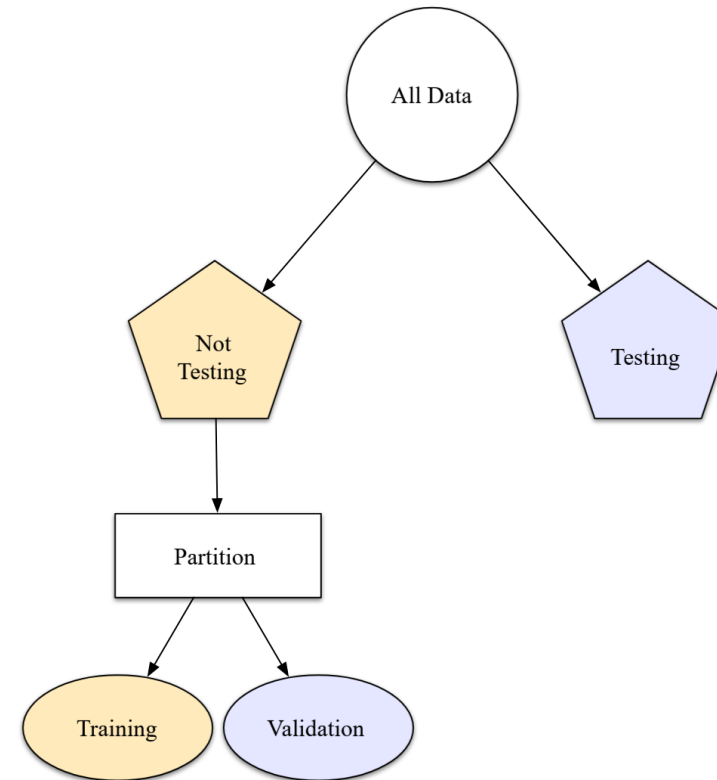 All Data
Not
Testing
Testing
Partition
Training
Validation